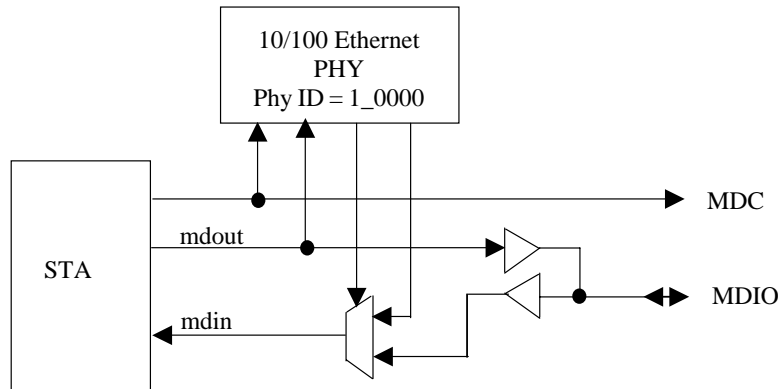 10/100 Ethernet
PHY
Phy ID = 1_0000
MDC
mdout
STA
MDIO
mdin